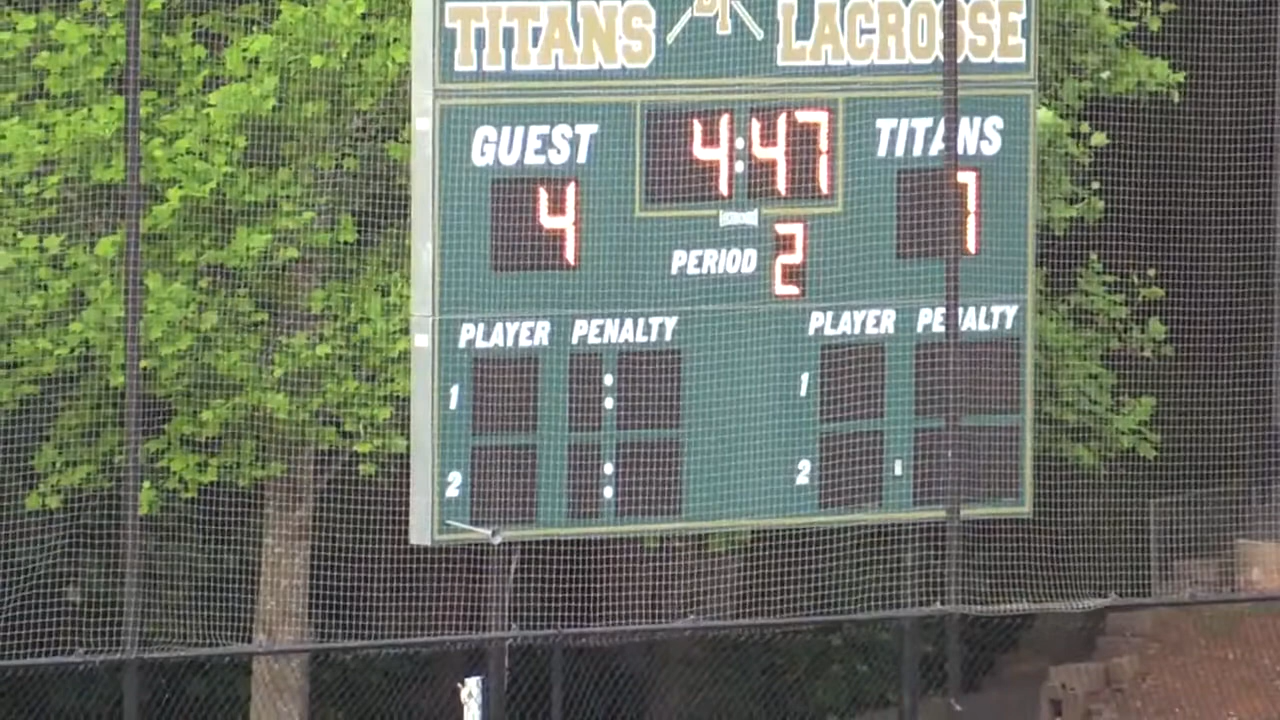 TITANS LACROSSE
GUEST 4:47 TITANS
4 7
PERIOD 2
PLAYER PENALTY PLAYER PENALTY
1 : 1
2 : 2 :